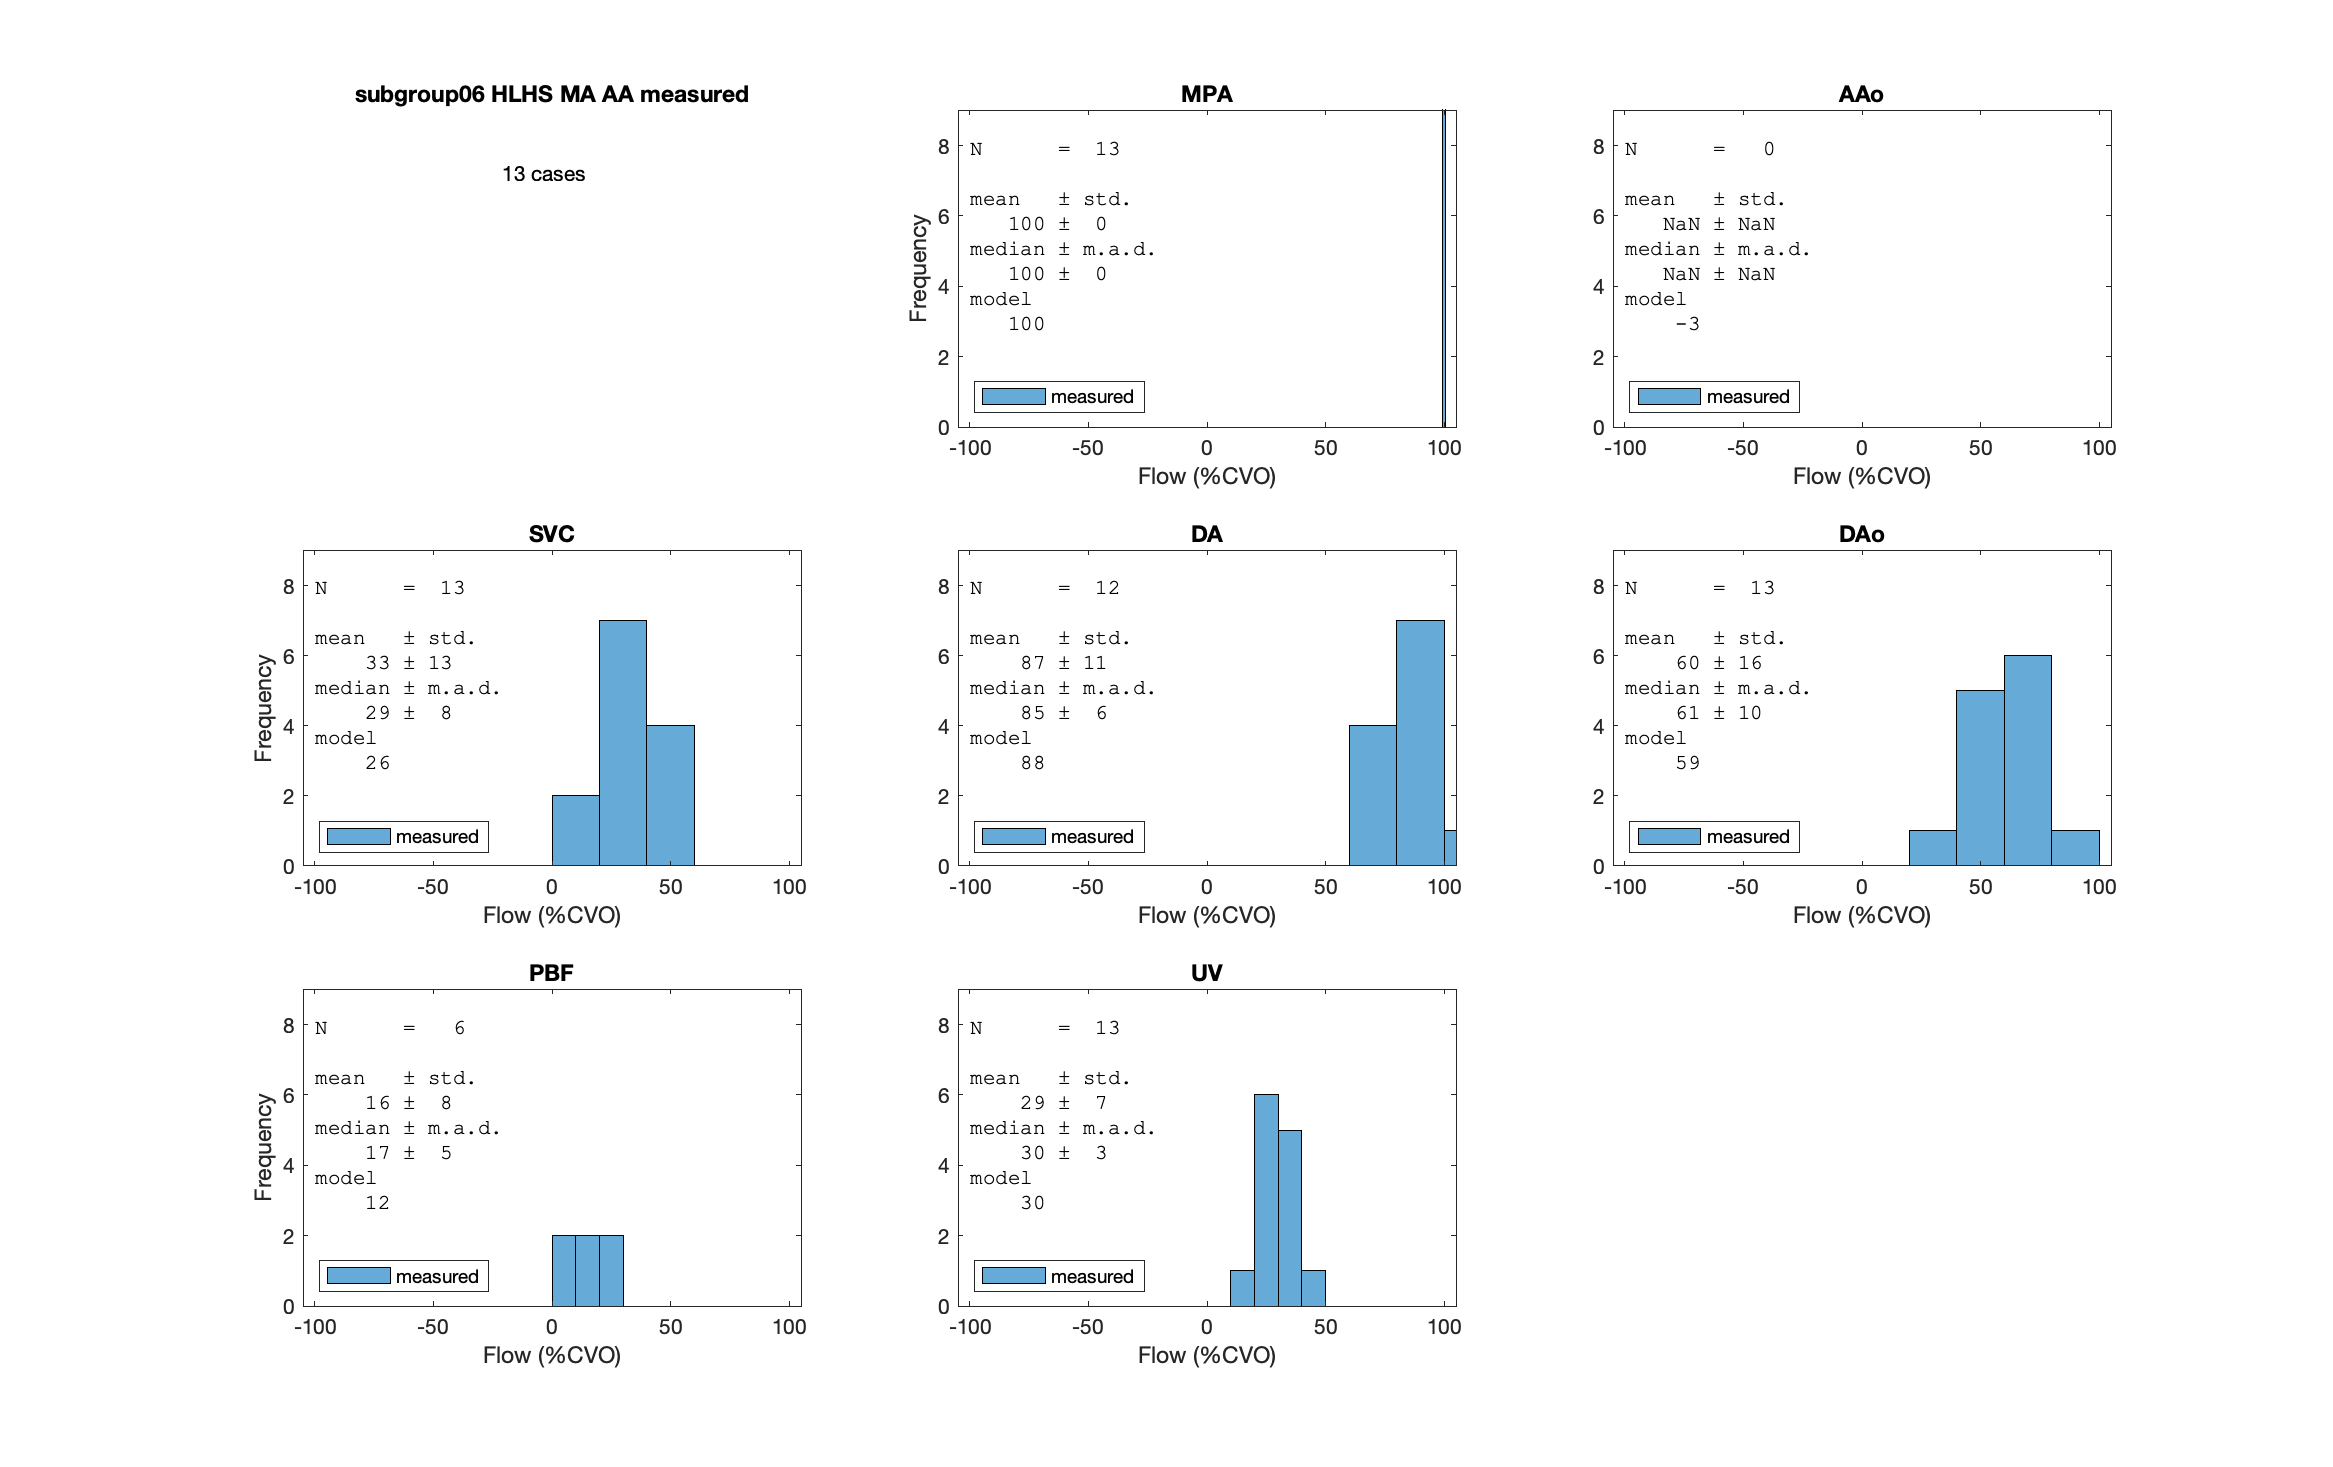 subgroup06 HLHS MA AA measured
13 cases
MPA
N = 13
mean ± std.
100 ± 0
median ± m.a.d.
100 ± 0
model
100
measured
Frequency
0
2
4
6
8
-100 -50 0 50 100
Flow (%CVO)
AAo
N = 0
mean ± std.
NaN ± NaN
median ± m.a.d.
NaN ± NaN
model
-3
measured
0
2
4
6
8
-100 -50 0 50 100
Flow (%CVO)
SVC
N = 13
mean ± std.
33 ± 13
median ± m.a.d.
29 ± 8
model
26
measured
Frequency
0
2
4
6
8
-100 -50 0 50 100
Flow (%CVO)
DA
N = 12
mean ± std.
87 ± 11
median ± m.a.d.
85 ± 6
model
88
measured
0
2
4
6
8
-100 -50 0 50 100
Flow (%CVO)
DAo
N = 13
mean ± std.
60 ± 16
median ± m.a.d.
61 ± 10
model
59
measured
0
2
4
6
8
-100 -50 0 50 100
Flow (%CVO)
PBF
N = 6
mean ± std.
16 ± 8
median ± m.a.d.
17 ± 5
model
12
measured
Frequency
0
2
4
6
8
-100 -50 0 50 100
Flow (%CVO)
UV
N = 13
mean ± std.
29 ± 7
median ± m.a.d.
30 ± 3
model
30
measured
0
2
4
6
8
-100 -50 0 50 100
Flow (%CVO)